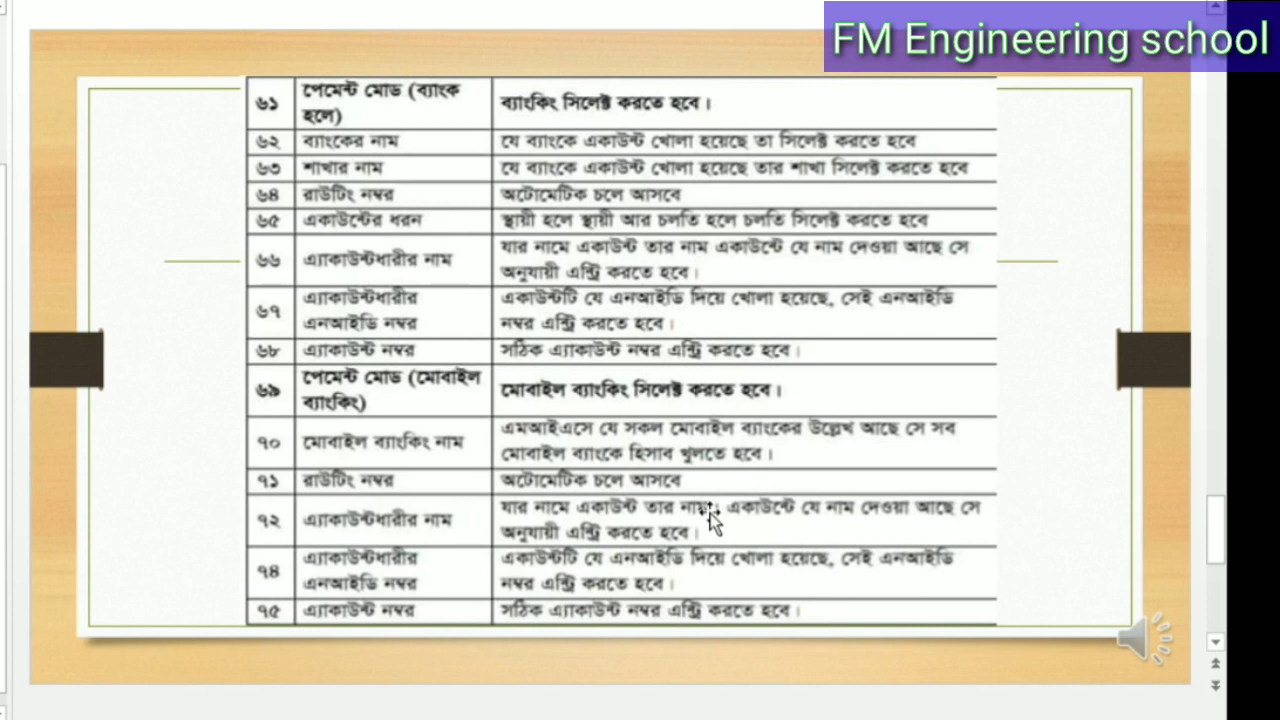 FM Engineering school
৬১ পেমেন্ট মোড (ব্যাংক হলে) ব্যাংকিং সিলেক্ট করতে হবে।
৬২ ব্যাংকের নাম যে ব্যাংকে একাউন্ট খোলা হয়েছে তা সিলেক্ট করতে হবে
৬৩ শাখার নাম যে ব্যাংকে একাউন্ট খোলা হয়েছে তার শাখা সিলেক্ট করতে হবে
৬৪ রাউটিং নম্বর অটোমেটিক চলে আসবে
৬৫ একাউন্টের ধরন স্থায়ী হলে স্থায়ী আর চলতি হলে চলতি সিলেক্ট করতে হবে
৬৬ এ্যাকাউন্টধারীর নাম যার নামে একাউন্ট তার নাম একাউন্টে যে নাম দেওয়া আছে সে
অনুযায়ী এন্ট্রি করতে হবে।
৬৭ এ্যাকাউন্টধারীর এনআইডি নম্বর একাউন্টটি যে এনআইডি দিয়ে খোলা হয়েছে, সেই এনআইডি
নম্বর এন্ট্রি করতে হবে।
৬৮ এ্যাকাউন্ট নম্বর সঠিক এ্যাকাউন্ট নম্বর এন্ট্রি করতে হবে।
৬৯ পেমেন্ট মোড (মোবাইল ব্যাংকিং) মোবাইল ব্যাংকিং সিলেক্ট করতে হবে।
৭০ মোবাইল ব্যাংকিং নাম এমআইএসে যে সকল মোবাইল ব্যাংকের উল্লেখ আছে সে সব
মোবাইল ব্যাংকে হিসাব খুলতে হবে।
৭১ রাউটিং নম্বর অটোমেটিক চলে আসবে
৭২ এ্যাকাউন্টধারীর নাম যার নামে একাউন্ট তার নাম। একাউন্টে যে নাম দেওয়া আছে সে
অনুযায়ী এন্ট্রি করতে হবে।
৭৪ এ্যাকাউন্টধারীর এনআইডি নম্বর একাউন্টটি যে এনআইডি দিয়ে খোলা হয়েছে, সেই এনআইডি
নম্বর এন্ট্রি করতে হবে।
৭৫ এ্যাকাউন্ট নম্বর সঠিক এ্যাকাউন্ট নম্বর এন্ট্রি করতে হবে।